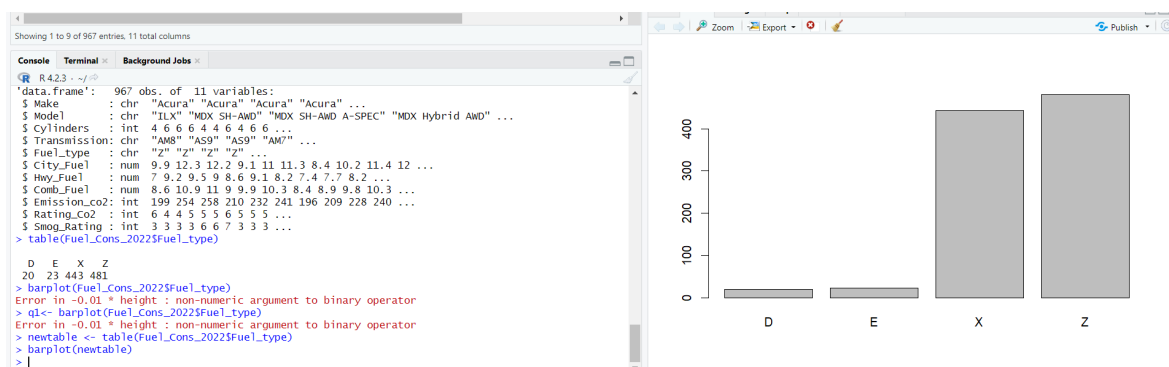 Showing 1 to 9 of 967 entries, 11 total columns
Console Terminal × Background Jobs ×
R 4.2.3 · ~/
'data.frame': 967 obs. of 11 variables:
$ Make : chr "Acura" "Acura" "Acura" "Acura" ...
$ Model : chr "ILX" "MDX SH-AWD" "MDX SH-AWD A-SPEC" "MDX Hybrid AWD" ...
$ Cylinders : int 4 6 6 6 4 4 6 4 6 6 ...
$ Transmission: chr "AM8" "AS9" "AS9" "AM7" ...
$ Fuel_type : chr "Z" "Z" "Z" "Z" ...
$ City_Fuel : num 9.9 12.3 12.2 9.1 11 11.3 8.4 10.2 11.4 12 ...
$ Hwy_Fuel : num 7 9.2 9.5 9 8.6 9.1 8.2 7.4 7.7 8.2 ...
$ Comb_Fuel : num 8.6 10.9 11 9 9.9 10.3 8.4 8.9 9.8 10.3 ...
$ Emission_co2: int 199 254 258 210 232 241 196 209 228 240 ...
$ Rating_Co2 : int 6 4 4 5 5 5 6 5 5 5 ...
$ Smog_Rating : int 3 3 3 3 6 6 7 3 3 3 ...
> table(Fuel_Cons_2022$Fuel_type)
D E X Z
20 23 443 481
> barplot(Fuel_Cons_2022$Fuel_type)
Error in -0.01 * height : non-numeric argument to binary operator
> q1<- barplot(Fuel_Cons_2022$Fuel_type)
Error in -0.01 * height : non-numeric argument to binary operator
> newtable <- table(Fuel_Cons_2022$Fuel_type)
> barplot(newtable)
>
Zoom Export Publish
400
300
200
100
0
D E X Z